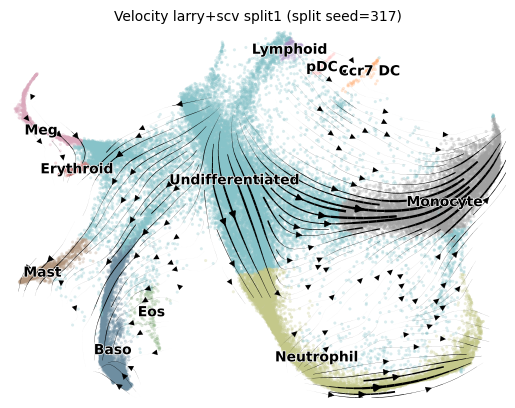 Velocity larry+scv split1 (split seed=317)
Lymphoid
pDC Ccr7 DC
Meg
Erythroid
Undifferentiated
Monocyte
Mast
Eos
Baso
Neutrophil